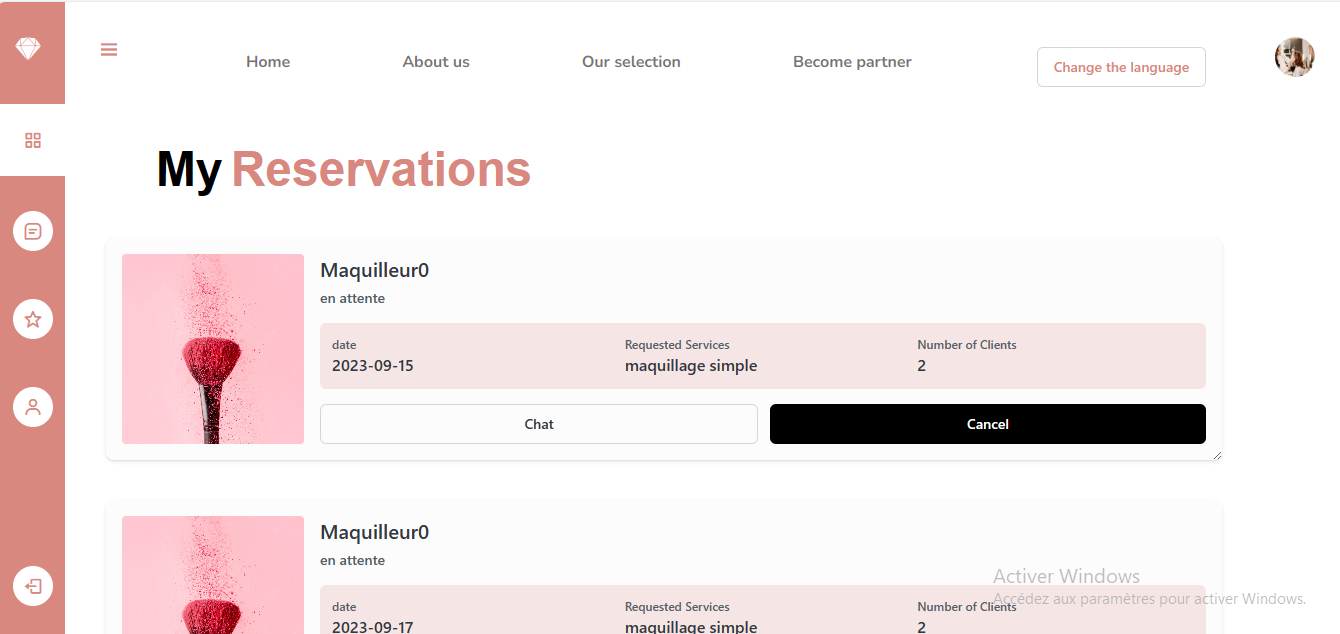 Home About us Our selection Become partner Change the language
My Reservations
Maquilleur0
en attente
date Requested Services Number of Clients
2023-09-15 maquillage simple 2
Chat Cancel
Maquilleur0
en attente
Activer Windows
Accédez aux paramètres pour activer Windows.
date Requested Services Number of Clients
2023-09-17 maquillage simple 2